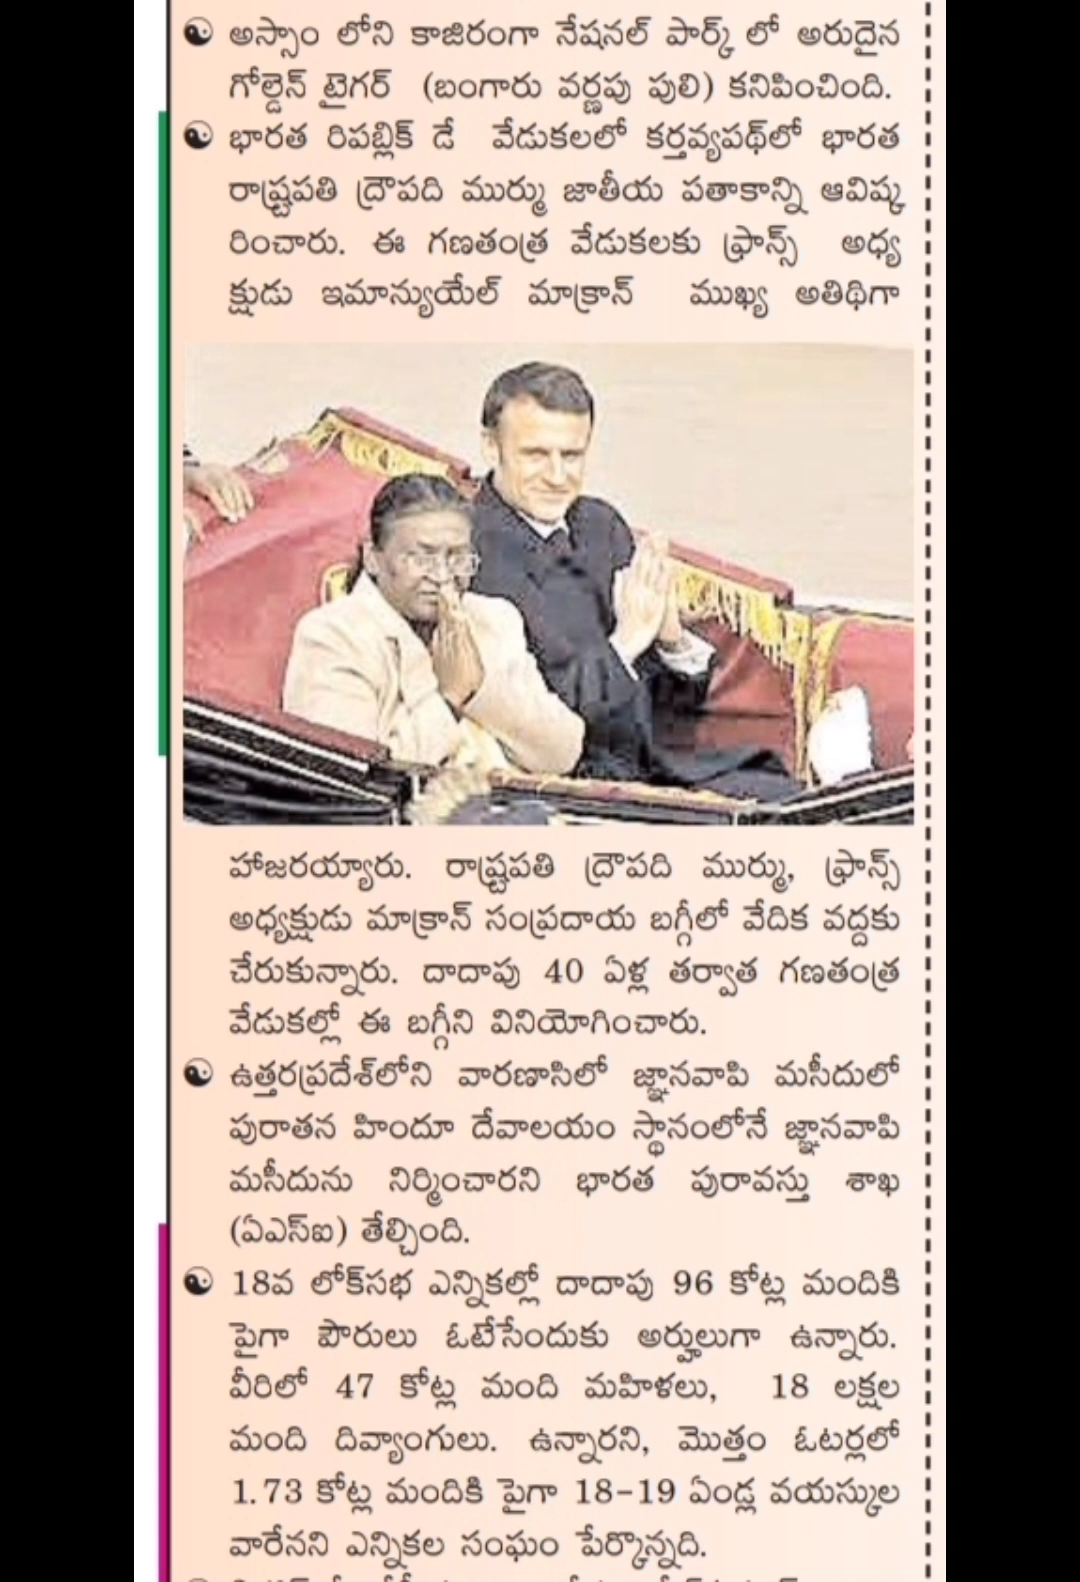 అస్సాం లోని కాజిరంగా నేషనల్ పార్క్ లో అరుదైన
గోల్డెన్ టైగర్ (బంగారు వర్ణపు పులి) కనిపించింది.
భారత రిపబ్లిక్ డే వేడుకలలో కర్తవ్యపథ్‌లో భారత
రాష్ట్రపతి ద్రౌపది ముర్ము జాతీయ పతాకాన్ని ఆవిష్క
రించారు. ఈ గణతంత్ర వేడుకలకు ఫ్రాన్స్ అధ్య
క్షుడు ఇమాన్యుయేల్ మాక్రాన్ ముఖ్య అతిథిగా
హాజరయ్యారు. రాష్ట్రపతి ద్రౌపది ముర్ము, ఫ్రాన్స్
అధ్యక్షుడు మాక్రాన్ సంప్రదాయ బగ్గీలో వేదిక వద్దకు
చేరుకున్నారు. దాదాపు 40 ఏళ్ల తర్వాత గణతంత్ర
వేడుకల్లో ఈ బగ్గీని వినియోగించారు.
ఉత్తరప్రదేశ్‌లోని వారణాసిలో జ్ఞానవాపి మసీదులో
పురాతన హిందూ దేవాలయం స్థానంలోనే జ్ఞానవాపి
మసీదును నిర్మించారని భారత పురావస్తు శాఖ
(ఏఎస్ఐ) తేల్చింది.
18వ లోక్‌సభ ఎన్నికల్లో దాదాపు 96 కోట్ల మందికి
పైగా పౌరులు ఓటేసేందుకు అర్హులుగా ఉన్నారు.
వీరిలో 47 కోట్ల మంది మహిళలు, 18 లక్షల
మంది దివ్యాంగులు. ఉన్నారని, మొత్తం ఓటర్లలో
1.73 కోట్ల మందికి పైగా 18-19 ఏండ్ల వయస్కుల
వారేనని ఎన్నికల సంఘం పేర్కొన్నది.